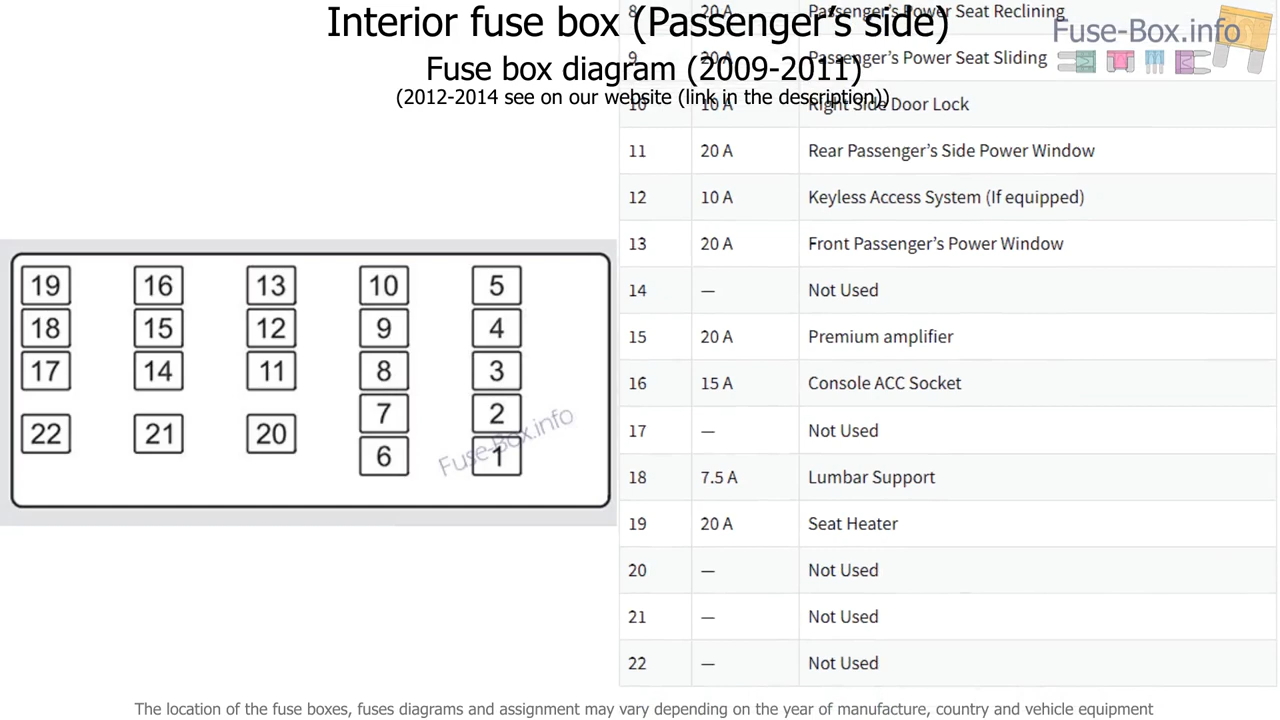 Interior fuse box (Passenger's side)
Fuse box diagram (2009-2011)
(2012-2014 see on our website (link in the description))
Fuse-Box.info
8 20 A Passenger's Power Seat Reclining
9 20 A Passenger's Power Seat Sliding
10 10 A Right Side Door Lock
11 20 A Rear Passenger's Side Power Window
12 10 A Keyless Access System (If equipped)
13 20 A Front Passenger's Power Window
14 — Not Used
15 20 A Premium amplifier
16 15 A Console ACC Socket
17 — Not Used
18 7.5 A Lumbar Support
19 20 A Seat Heater
20 — Not Used
21 — Not Used
22 — Not Used
19 16 13 10 5
18 15 12 9 4
17 14 11 8 3
7 2
22 21 20
6 1
Fuse-Box.info
The location of the fuse boxes, fuses diagrams and assignment may vary depending on the year of manufacture, country and vehicle equipment